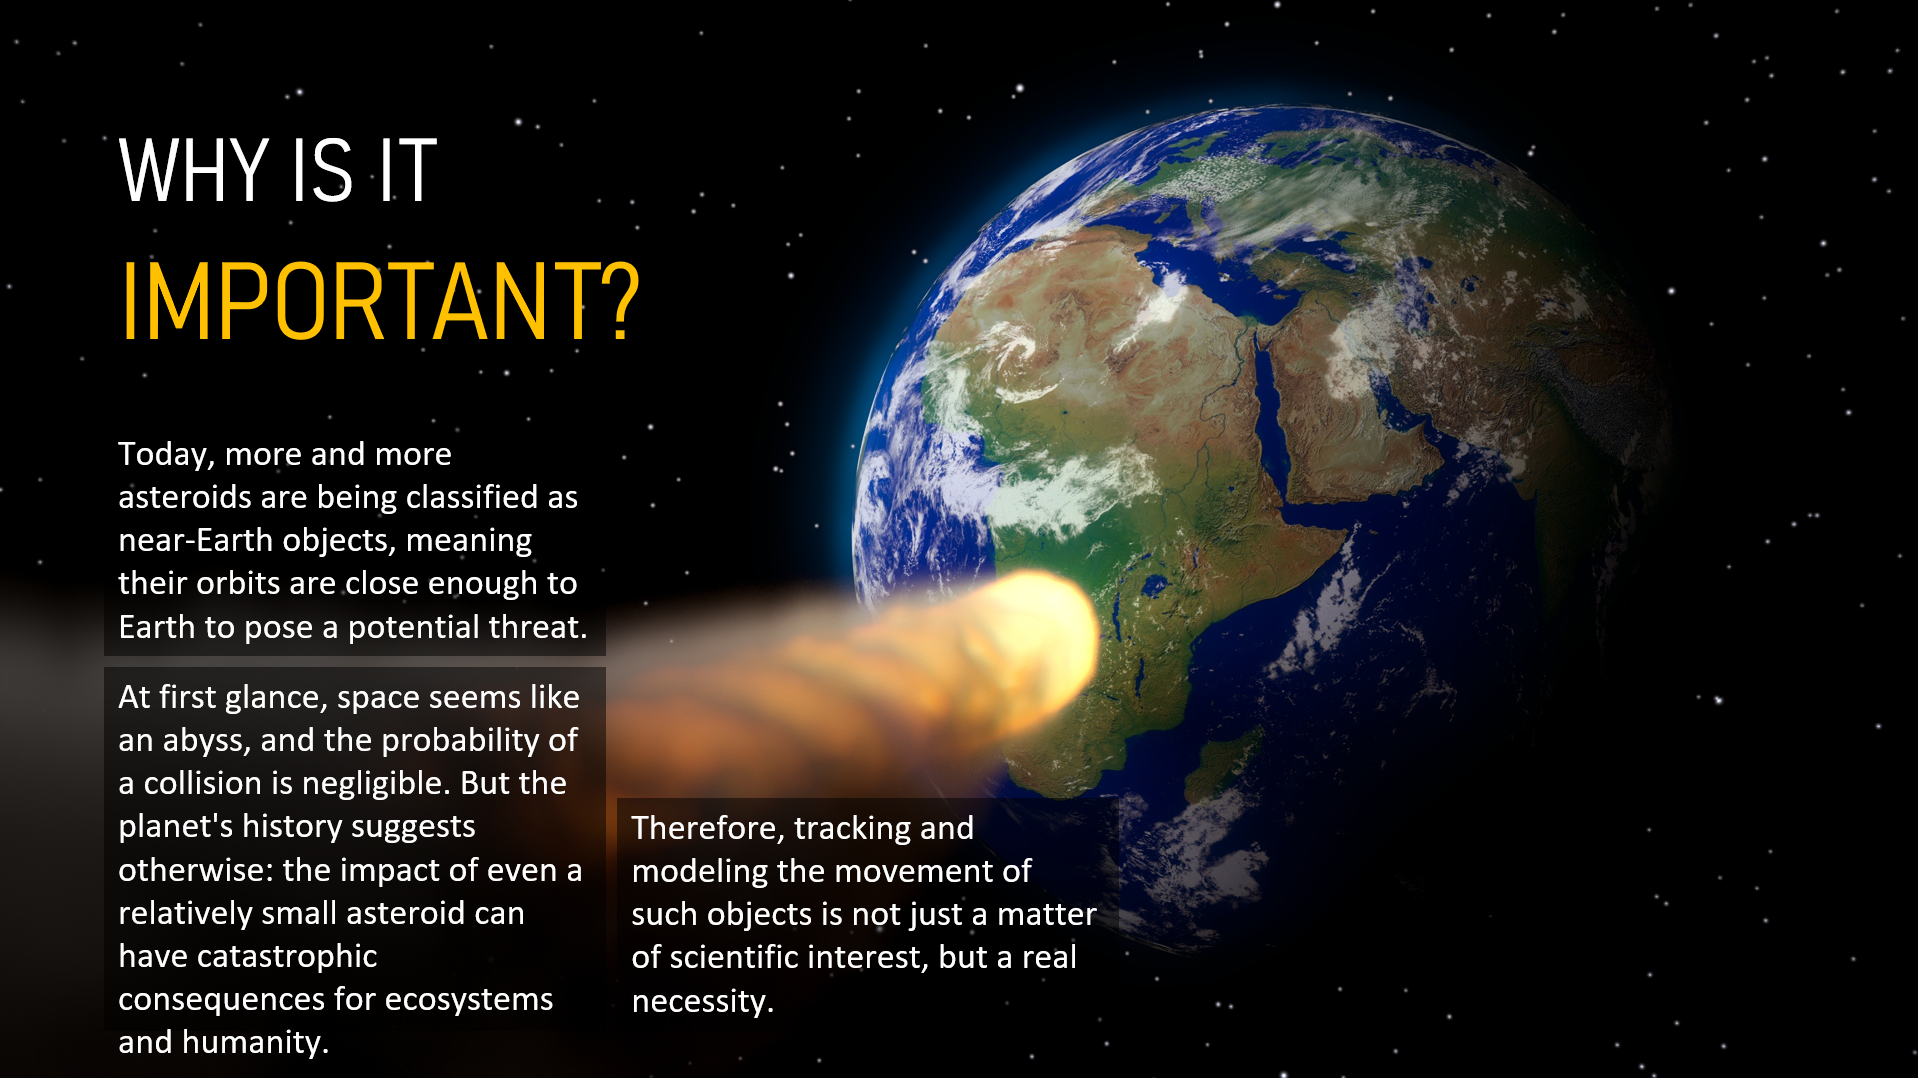 WHY IS IT
IMPORTANT?
Today, more and more
asteroids are being classified as
near-Earth objects, meaning
their orbits are close enough to
Earth to pose a potential threat.
At first glance, space seems like
an abyss, and the probability of
a collision is negligible. But the
planet's history suggests
otherwise: the impact of even a
relatively small asteroid can
have catastrophic
consequences for ecosystems
and humanity.
Therefore, tracking and
modeling the movement of
such objects is not just a matter
of scientific interest, but a real
necessity.